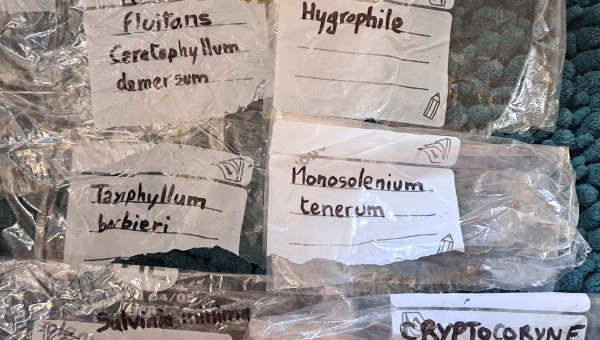 Fluitans
Ceratophyllum
demersum
Hygrophile
Taxiphyllum
barbieri
Monosolenium
tenerum
Salvinia minima
CRYPTOCORYNE